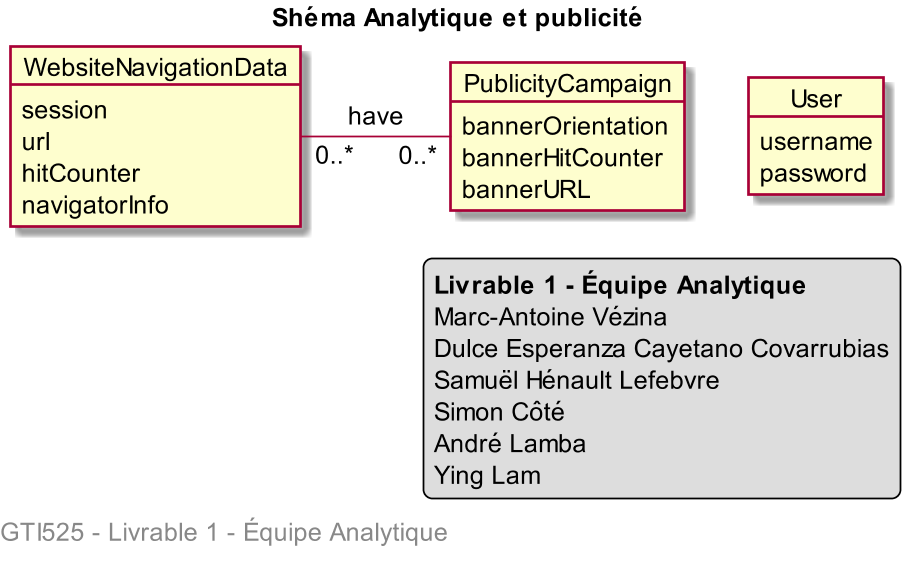 Shéma Analytique et publicité
WebsiteNavigationData
session
url
hitCounter
navigatorInfo
have
0..* 0..*
PublicityCampaign
bannerOrientation
bannerHitCounter
bannerURL
User
username
password
Livrable 1 - Équipe Analytique
Marc-Antoine Vézina
Dulce Esperanza Cayetano Covarrubias
Samuël Hénault Lefebvre
Simon Côté
André Lamba
Ying Lam
GTI525 - Livrable 1 - Équipe Analytique